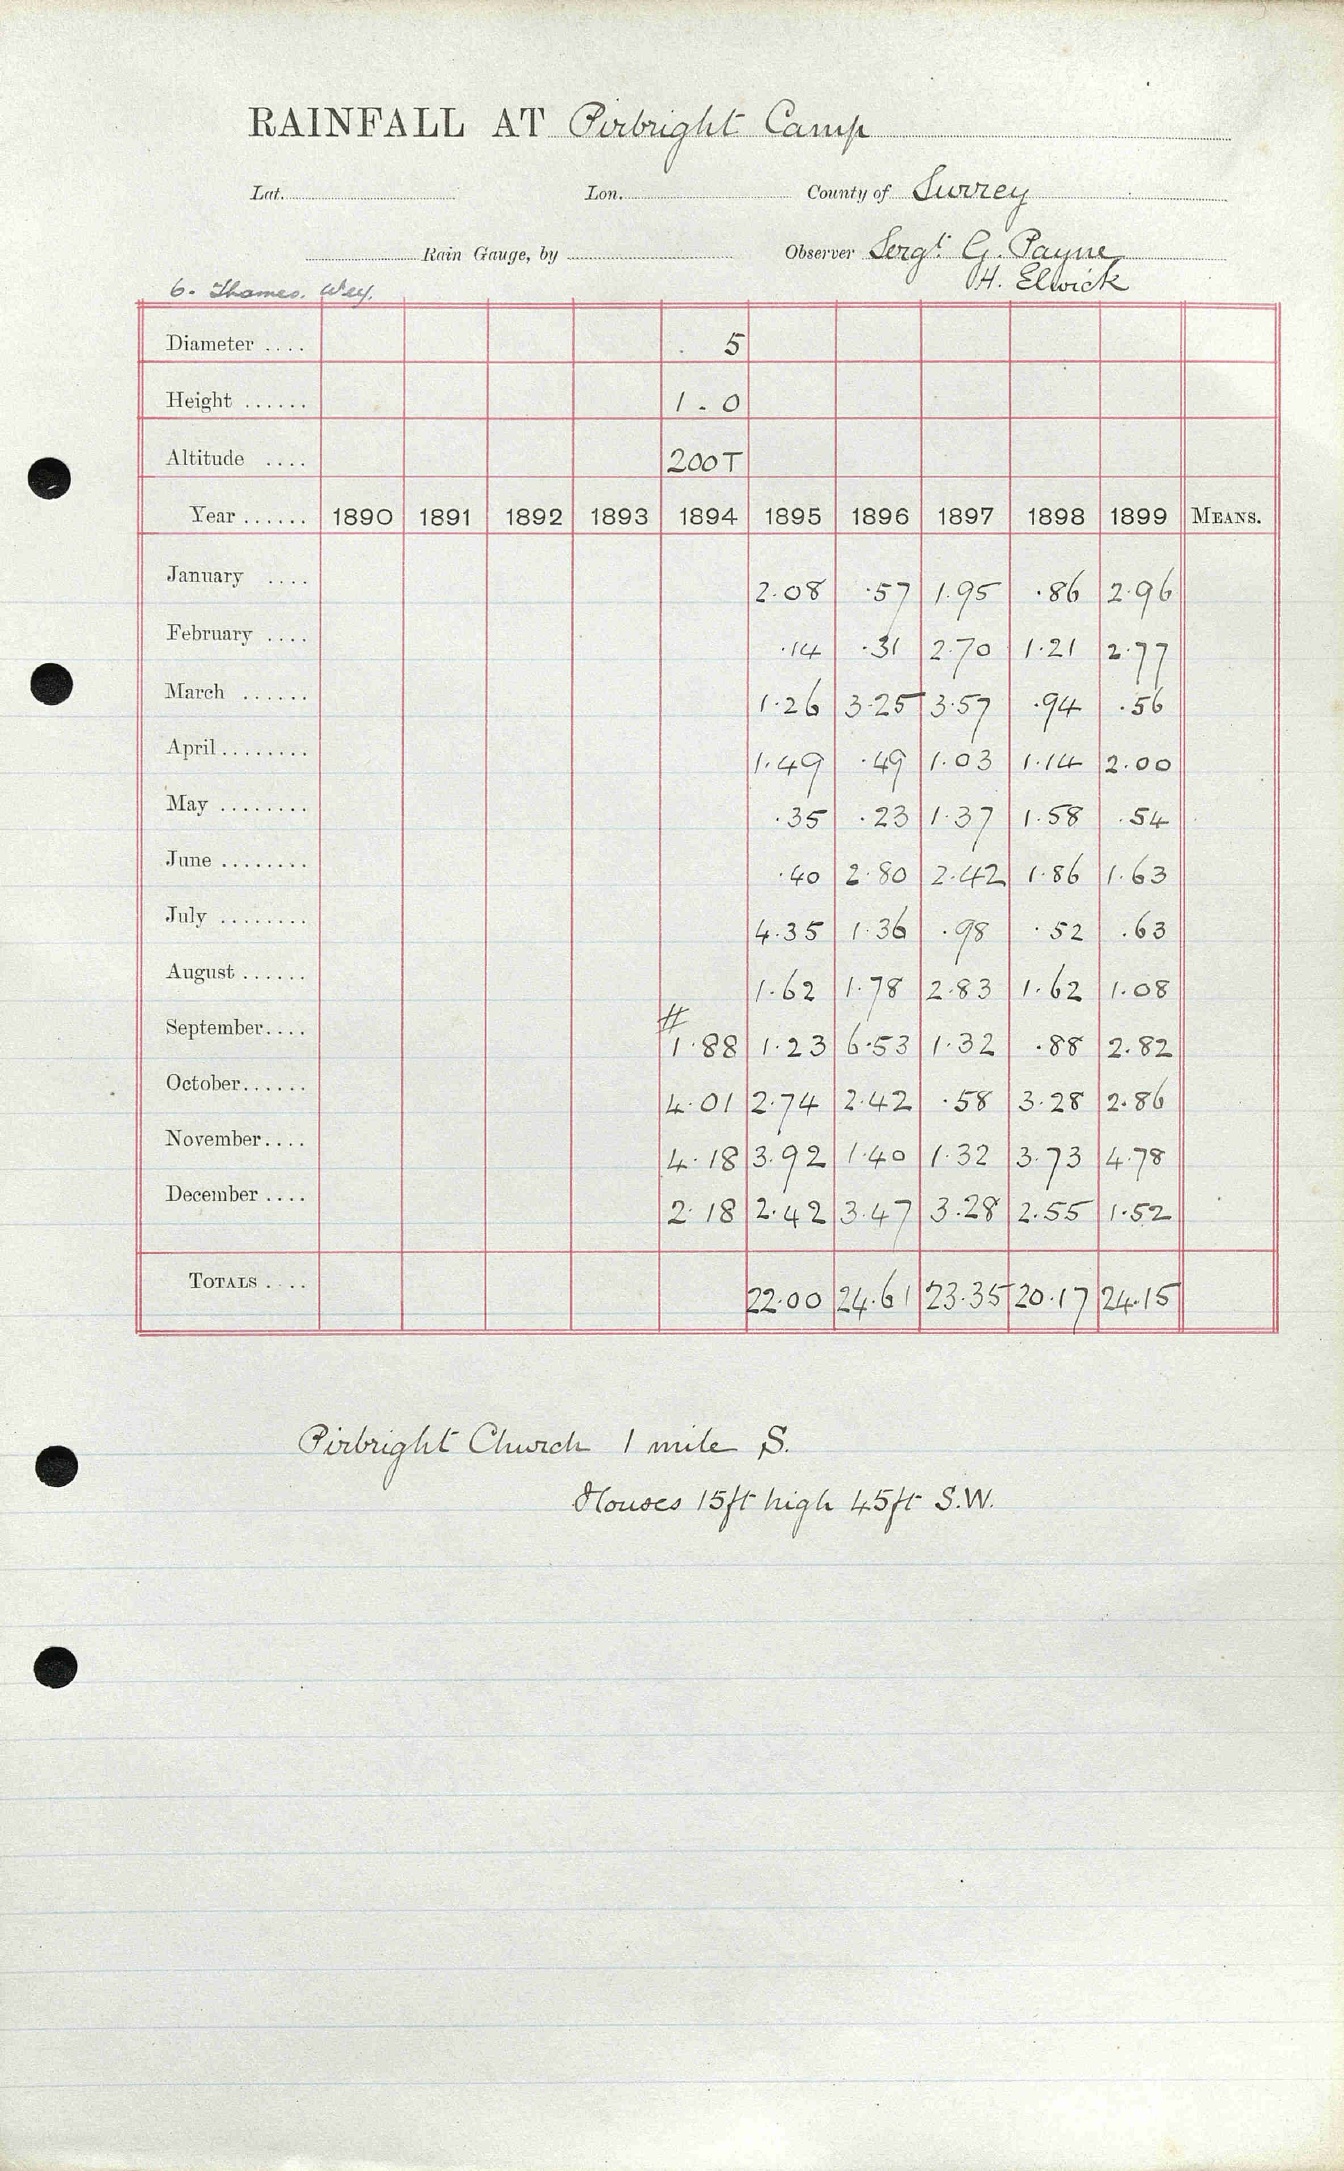 RAINFALL AT Pirbright Camp
Lat. Lon. County of Surrey
Rain Gauge, by Observer Sergt. G. Payne
H. Elwick
6. Thames. Wey.
Diameter .... 5
Height ...... 1.0
Altitude .... 200T
Year ...... 1890 1891 1892 1893 1894 1895 1896 1897 1898 1899 MEANS.
January .... 2.08 .57 1.95 .86 2.96
February .... .14 .31 2.70 1.21 2.77
March ...... 1.26 3.25 3.57 .94 .56
April ........ 1.49 .49 1.03 1.14 2.00
May ........ .35 .23 1.37 1.58 .54
June ........ .40 2.80 2.42 1.86 1.63
July ........ 4.35 1.36 .98 .52 .63
August ...... 1.62 1.78 2.83 1.62 1.08
#
September.... 1.88 1.23 6.53 1.32 .88 2.82
October...... 4.01 2.74 2.42 .58 3.28 2.86
November.... 4.18 3.92 1.40 1.32 3.73 4.78
December .... 2.18 2.42 3.47 3.28 2.55 1.52
TOTALS .... 22.00 24.61 23.35 20.17 24.15
Pirbright Church 1 mile S.
Houses 15ft high 45ft S.W.